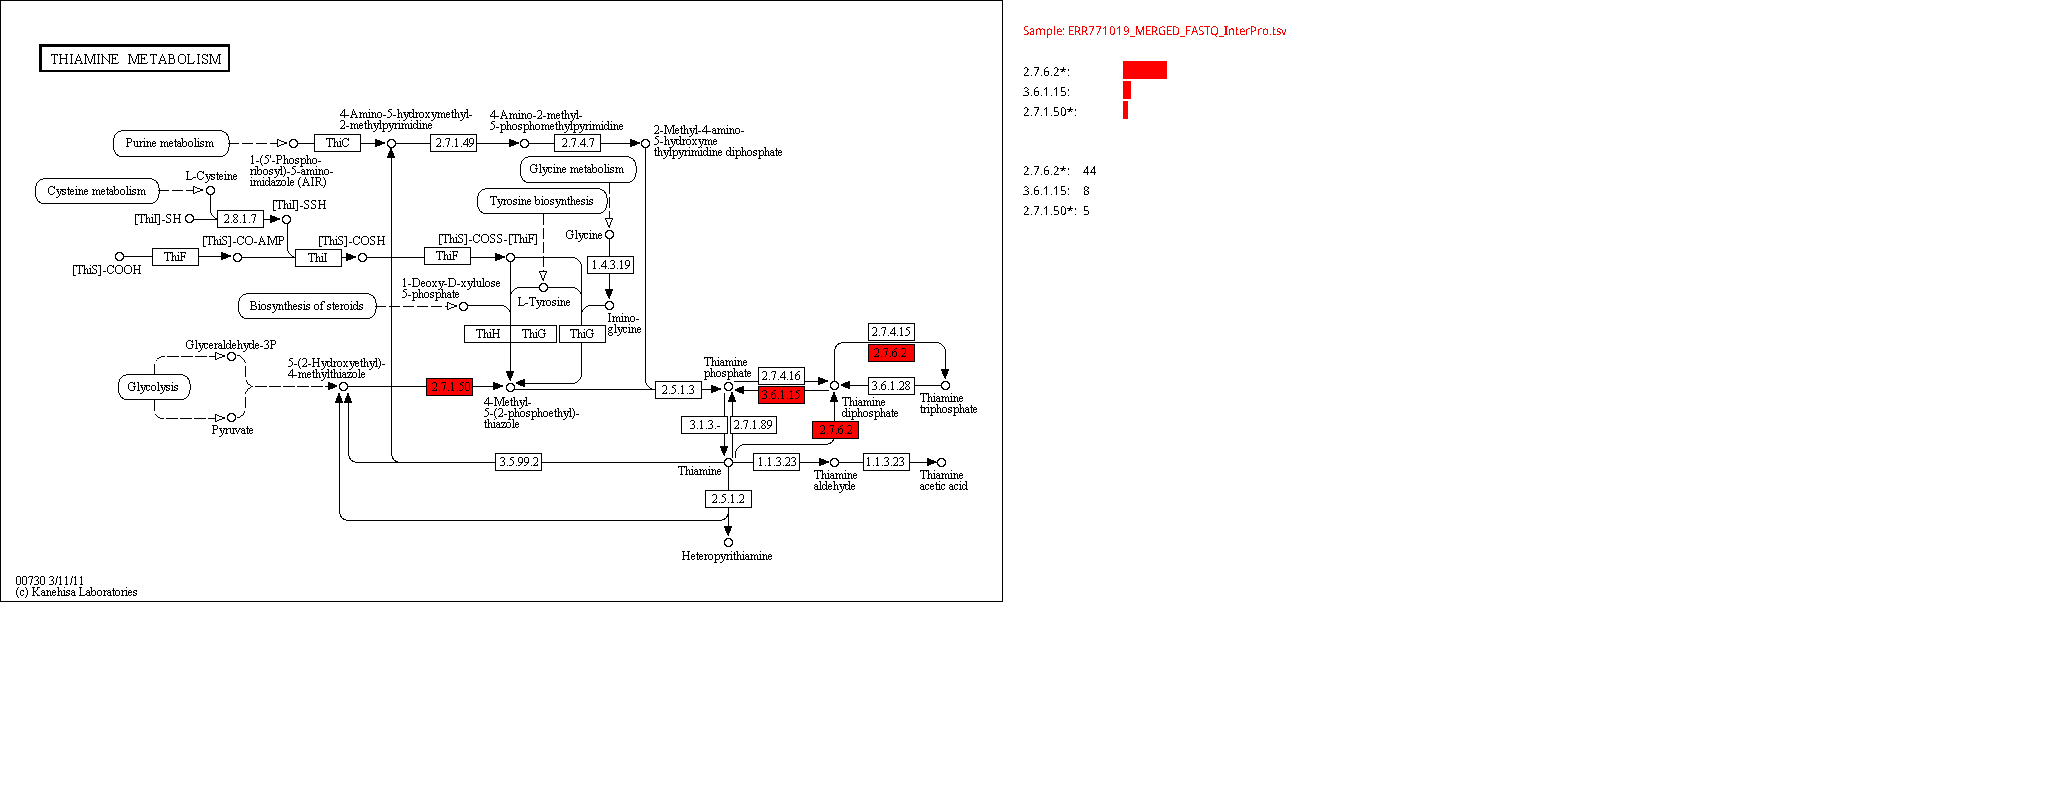 THIAMINE METABOLISM
Sample: ERR771019_MERGED_FASTQ_InterPro.tsv
2.7.6.2*:
3.6.1.15:
2.7.1.50*:
2.7.6.2*: 44
3.6.1.15: 8
2.7.1.50*: 5
4-Amino-5-hydroxymethyl-
2-methylpyrimidine
4-Amino-2-methyl-
5-phosphomethylpyrimidine
2-Methyl-4-amino-
5-hydroxyme
thylpyrimidine diphosphate
Purine metabolism
ThiC
2.7.1.49
2.7.4.7
1-(5'-Phospho-
ribosyl)-5-amino-
imidazole (AIR)
Glycine metabolism
L-Cysteine
Cysteine metabolism
Tyrosine biosynthesis
[ThiI]-SSH
[ThiI]-SH
2.8.1.7
Glycine
[ThiS]-CO-AMP
[ThiS]-COSH
[ThiS]-COSS-[ThiF]
ThiF
ThiI
ThiF
[ThiS]-COOH
1.4.3.19
1-Deoxy-D-xylulose
5-phosphate
L-Tyrosine
Biosynthesis of steroids
Imino-
glycine
ThiH
ThiG
ThiG
2.7.4.15
2.7.6.2
Glyceraldehyde-3P
5-(2-Hydroxyethyl)-
4-methylthiazole
Thiamine
phosphate
2.7.4.16
Glycolysis
2.7.1.50
2.5.1.3
3.6.1.15
3.6.1.28
4-Methyl-
5-(2-phosphoethyl)-
thiazole
Thiamine
diphosphate
Thiamine
triphosphate
Pyruvate
3.1.3.-
2.7.1.89
2.7.6.2
3.5.99.2
Thiamine
1.1.3.23
1.1.3.23
Thiamine
aldehyde
Thiamine
acetic acid
2.5.1.2
Heteropyrithiamine
00730 3/11/11
(c) Kanehisa Laboratories